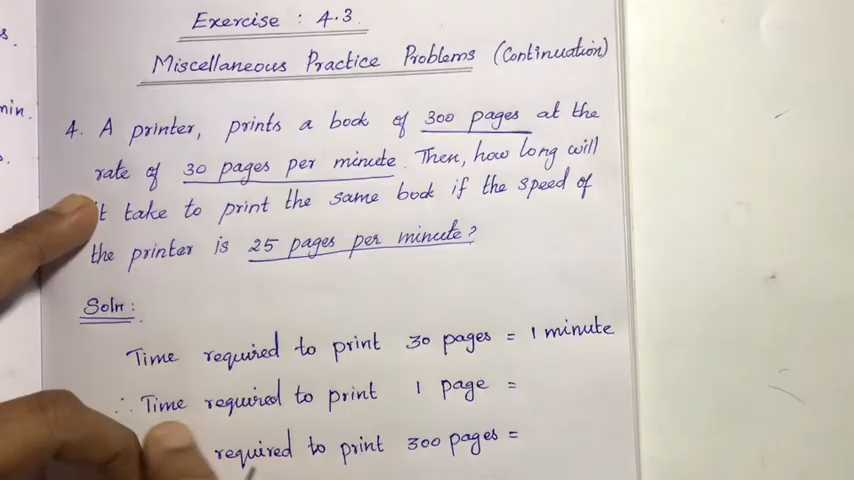 s.
min.
Exercise : 4.3
Miscellaneous Practice Problems (Continuation)
4. A printer, prints a book of 300 pages at the
rate of 30 pages per minute. Then, how long will
it take to print the same book if the speed of
the printer is 25 pages per minute?
Soln:
Time required to print 30 pages = 1 minute
∴ Time required to print 1 page =
required to print 300 pages =